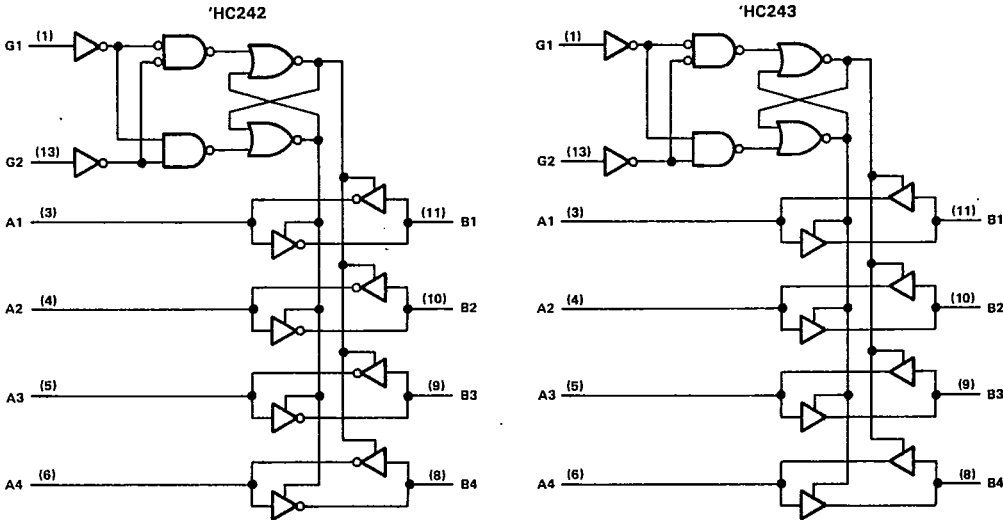 'HC242
G1 (1)
G2 (13)
A1 (3) (11) B1
A2 (4) (10) B2
A3 (5) (9) B3
A4 (6) (8) B4
'HC243
G1 (1)
G2 (13)
A1 (3) (11) B1
A2 (4) (10) B2
A3 (5) (9) B3
A4 (6) (8) B4